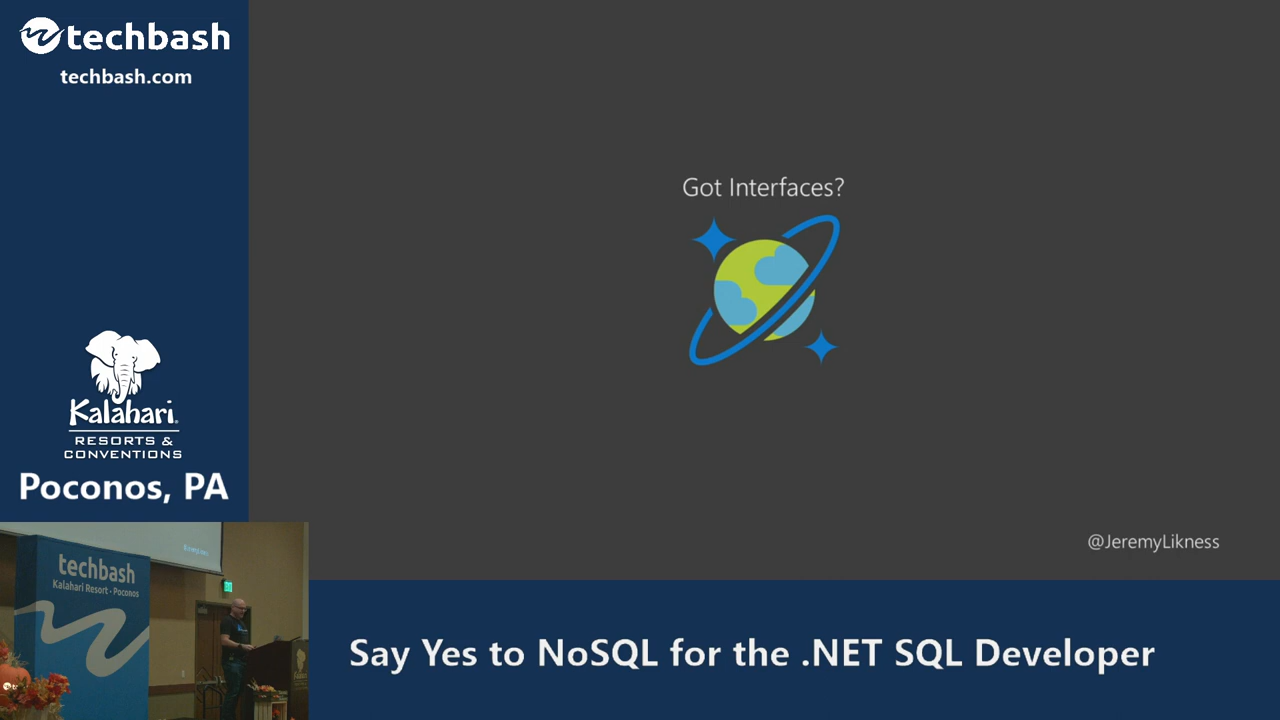 techbash
techbash.com
Got Interfaces?
Kalahari.
RESORTS &
CONVENTIONS
Poconos, PA
@JeremyLikness
techbash
Kalahari Resort - Poconos
Say Yes to NoSQL for the .NET SQL Developer